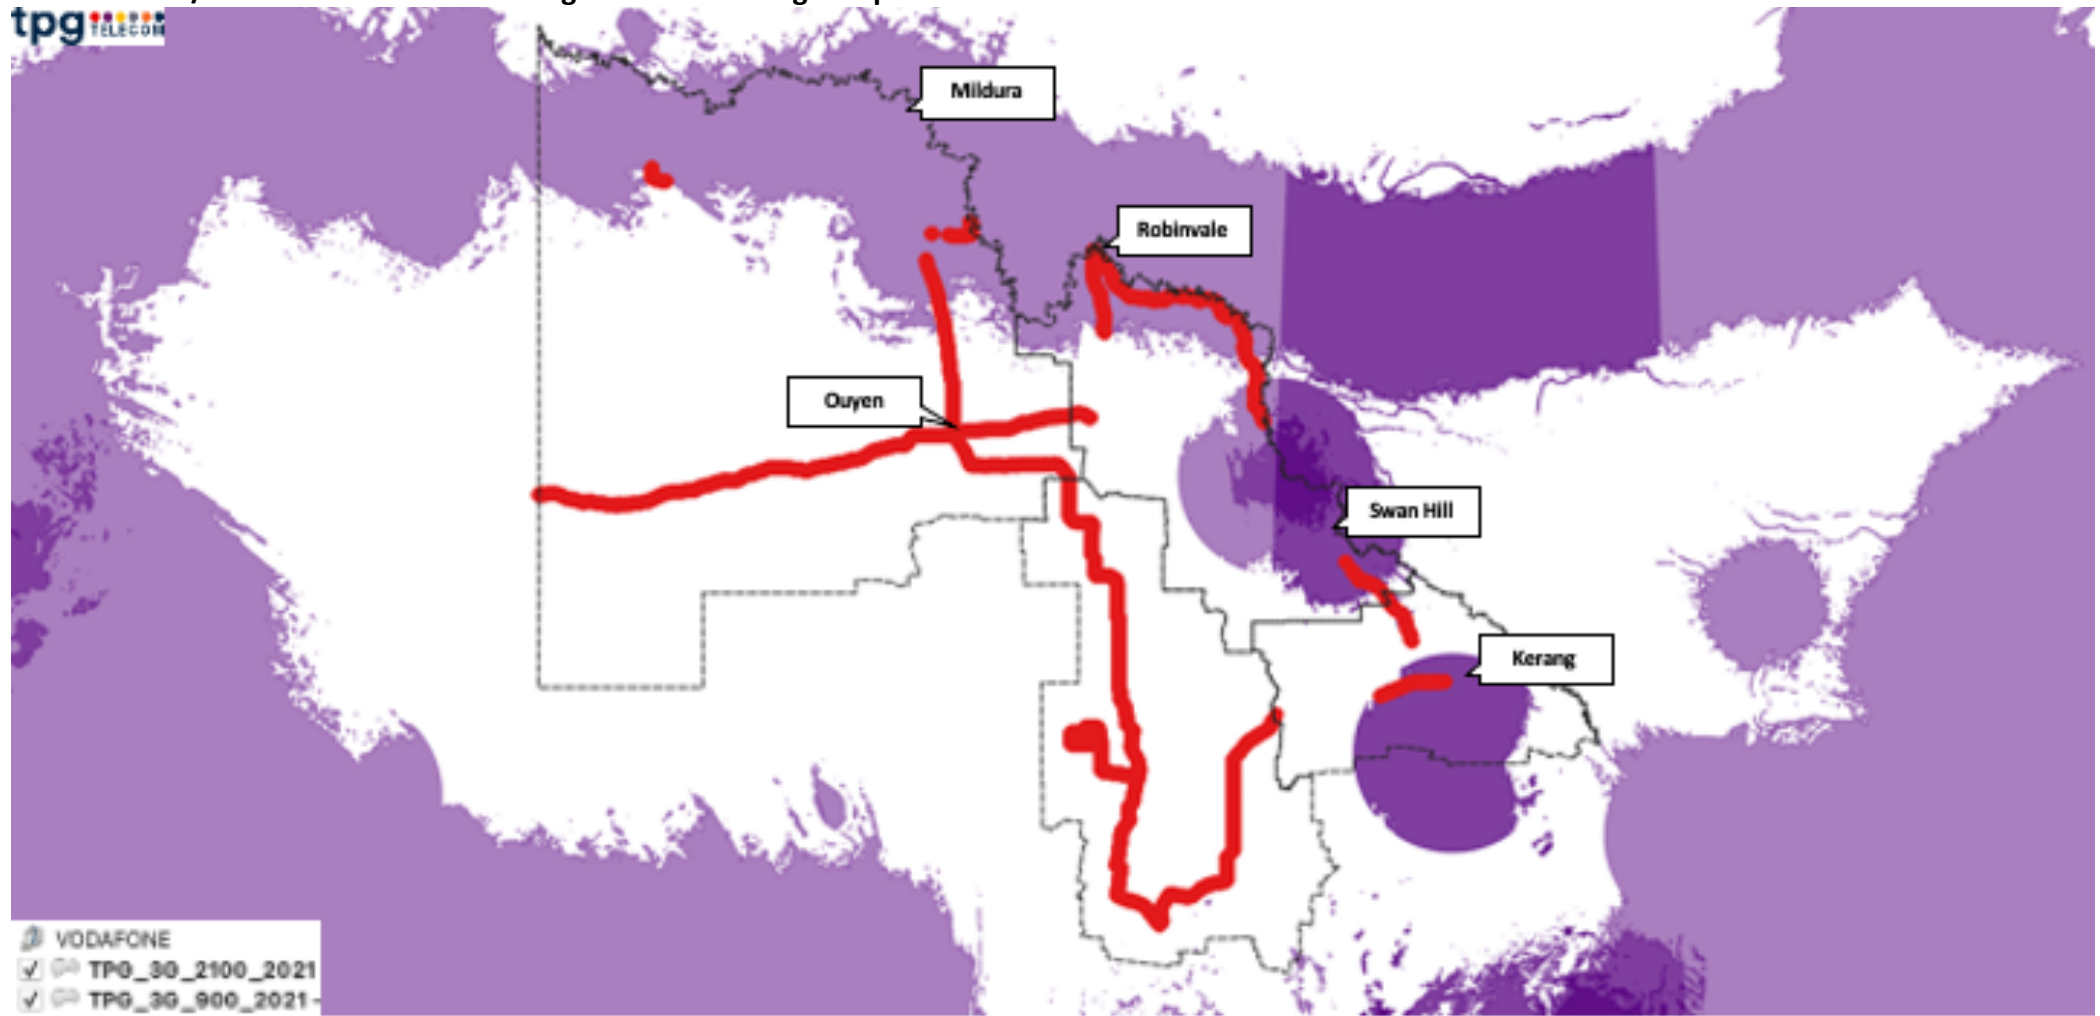 tpg TELECOM
Mildura
Robinvale
Ouyen
Swan Hill
Kerang
VODAFONE
TPG_3G_2100_2021
TPG_3G_900_2021-